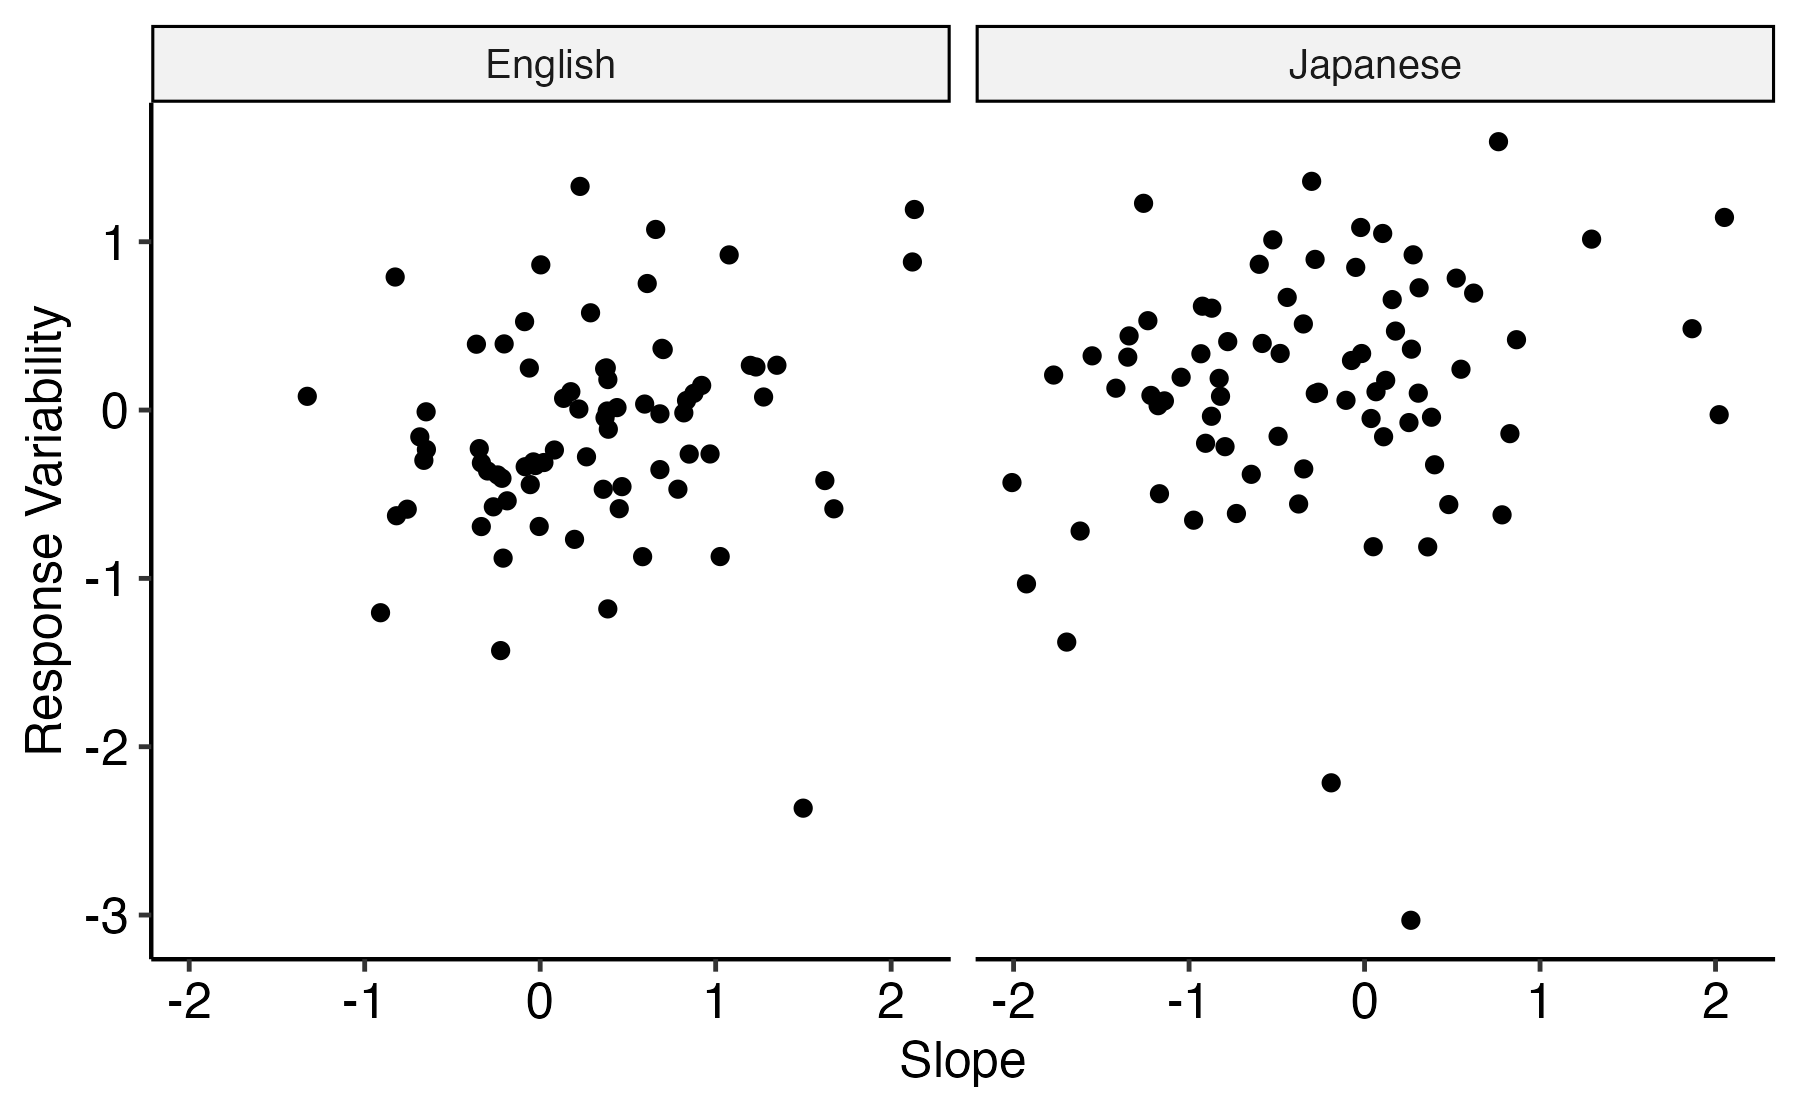 English
Japanese
Response Variability
1
0
-1
-2
-3
-2 -1 0 1 2
-2 -1 0 1 2
Slope